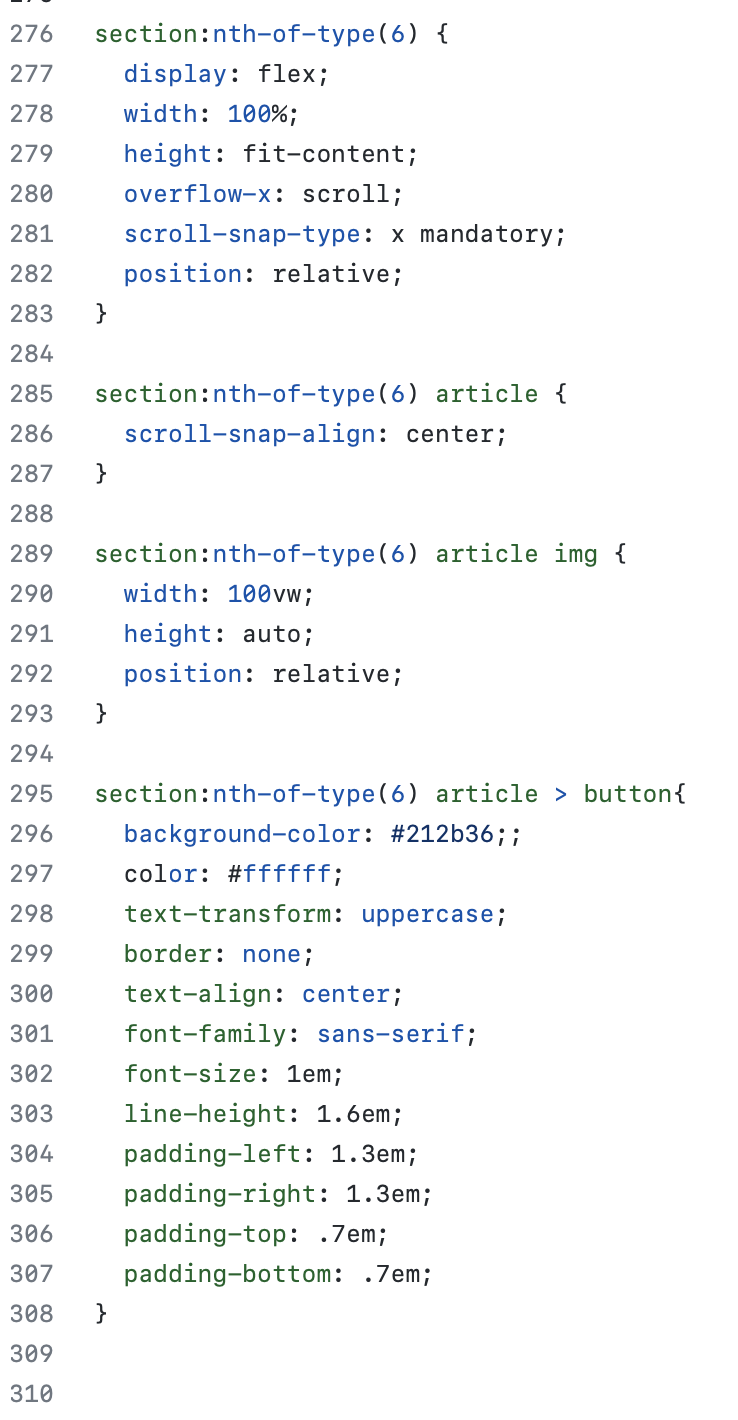 276 section:nth-of-type(6) {
277   display: flex;
278   width: 100%;
279   height: fit-content;
280   overflow-x: scroll;
281   scroll-snap-type: x mandatory;
282   position: relative;
283 }
284
285 section:nth-of-type(6) article {
286   scroll-snap-align: center;
287 }
288
289 section:nth-of-type(6) article img {
290   width: 100vw;
291   height: auto;
292   position: relative;
293 }
294
295 section:nth-of-type(6) article > button{
296   background-color: #212b36;;
297   color: #ffffff;
298   text-transform: uppercase;
299   border: none;
300   text-align: center;
301   font-family: sans-serif;
302   font-size: 1em;
303   line-height: 1.6em;
304   padding-left: 1.3em;
305   padding-right: 1.3em;
306   padding-top: .7em;
307   padding-bottom: .7em;
308 }
309
310